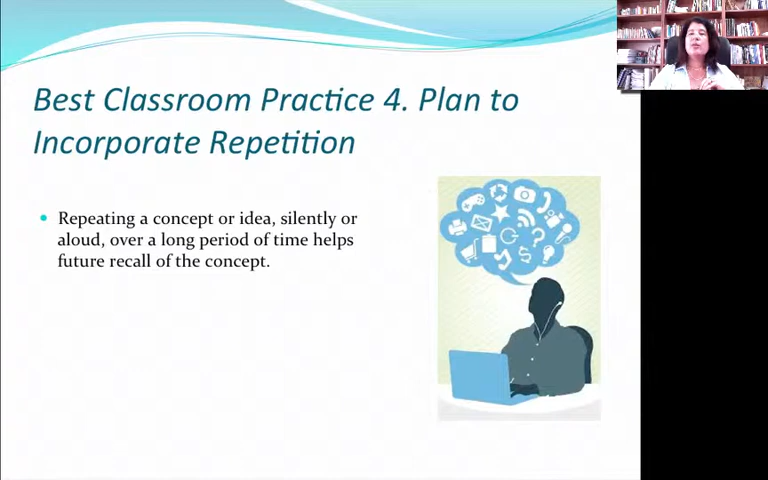 Best Classroom Practice 4. Plan to
Incorporate Repetition
• Repeating a concept or idea, silently or
aloud, over a long period of time helps
future recall of the concept.